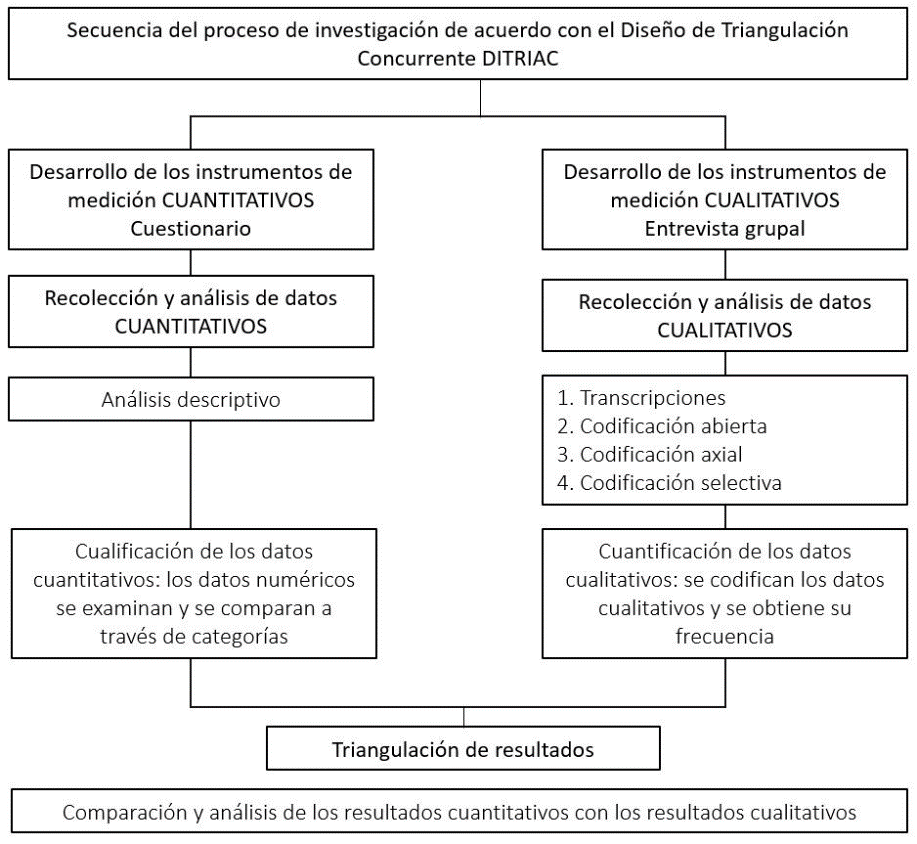 Secuencia del proceso de investigación de acuerdo con el Diseño de Triangulación
Concurrente DITRIAC
Desarrollo de los instrumentos de
medición CUANTITATIVOS
Cuestionario
Recolección y análisis de datos
CUANTITATIVOS
Análisis descriptivo
Cualificación de los datos
cuantitativos: los datos numéricos
se examinan y se comparan a
través de categorías
Desarrollo de los instrumentos de
medición CUALITATIVOS
Entrevista grupal
Recolección y análisis de datos
CUALITATIVOS
1. Transcripciones
2. Codificación abierta
3. Codificación axial
4. Codificación selectiva
Cuantificación de los datos
cualitativos: se codifican los datos
cualitativos y se obtiene su
frecuencia
Triangulación de resultados
Comparación y análisis de los resultados cuantitativos con los resultados cualitativos